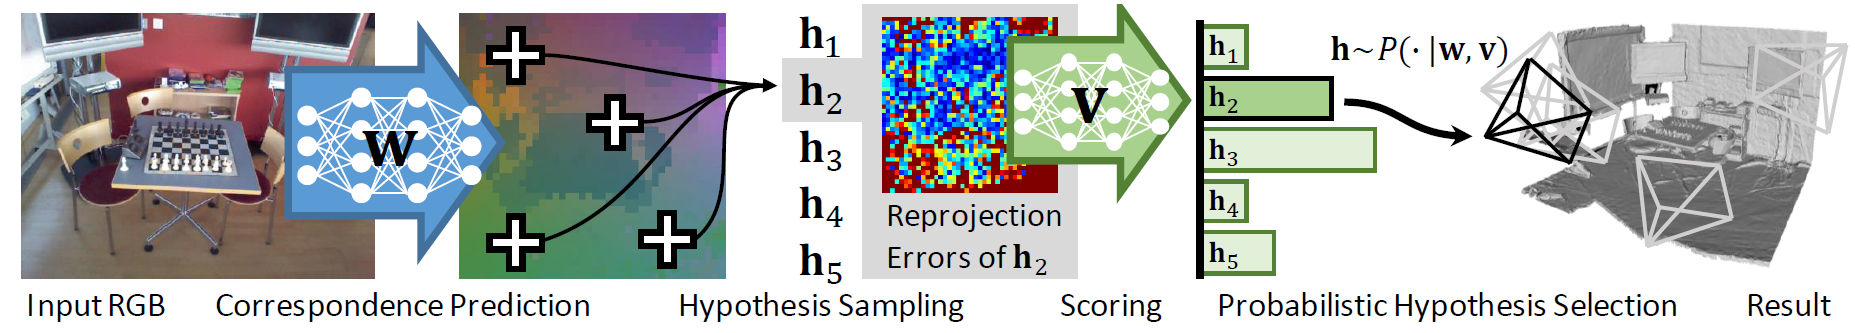 W
h₁
h₂
h₃
h₄
h₅
Reprojection
Errors of h₂
V
h₁
h₂
h₃
h₄
h₅
h~P(· |w, v)
Input RGB
Correspondence Prediction
Hypothesis Sampling
Scoring
Probabilistic Hypothesis Selection
Result